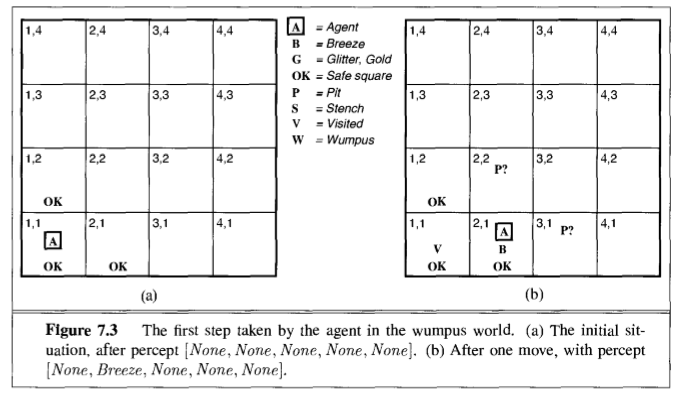 1,4 2,4 3,4 4,4
1,3 2,3 3,3 4,3
1,2 2,2 3,2 4,2
OK
1,1 2,1 3,1 4,1
A
OK OK
(a)
A = Agent
B = Breeze
G = Glitter, Gold
OK = Safe square
P = Pit
S = Stench
V = Visited
W = Wumpus
1,4 2,4 3,4 4,4
1,3 2,3 3,3 4,3
1,2 2,2 P? 3,2 4,2
OK
1,1 2,1 A 3,1 P? 4,1
V B
OK OK
(b)
Figure 7.3 The first step taken by the agent in the wumpus world. (a) The initial sit-
uation, after percept [None, None, None, None, None]. (b) After one move, with percept
[None, Breeze, None, None, None].